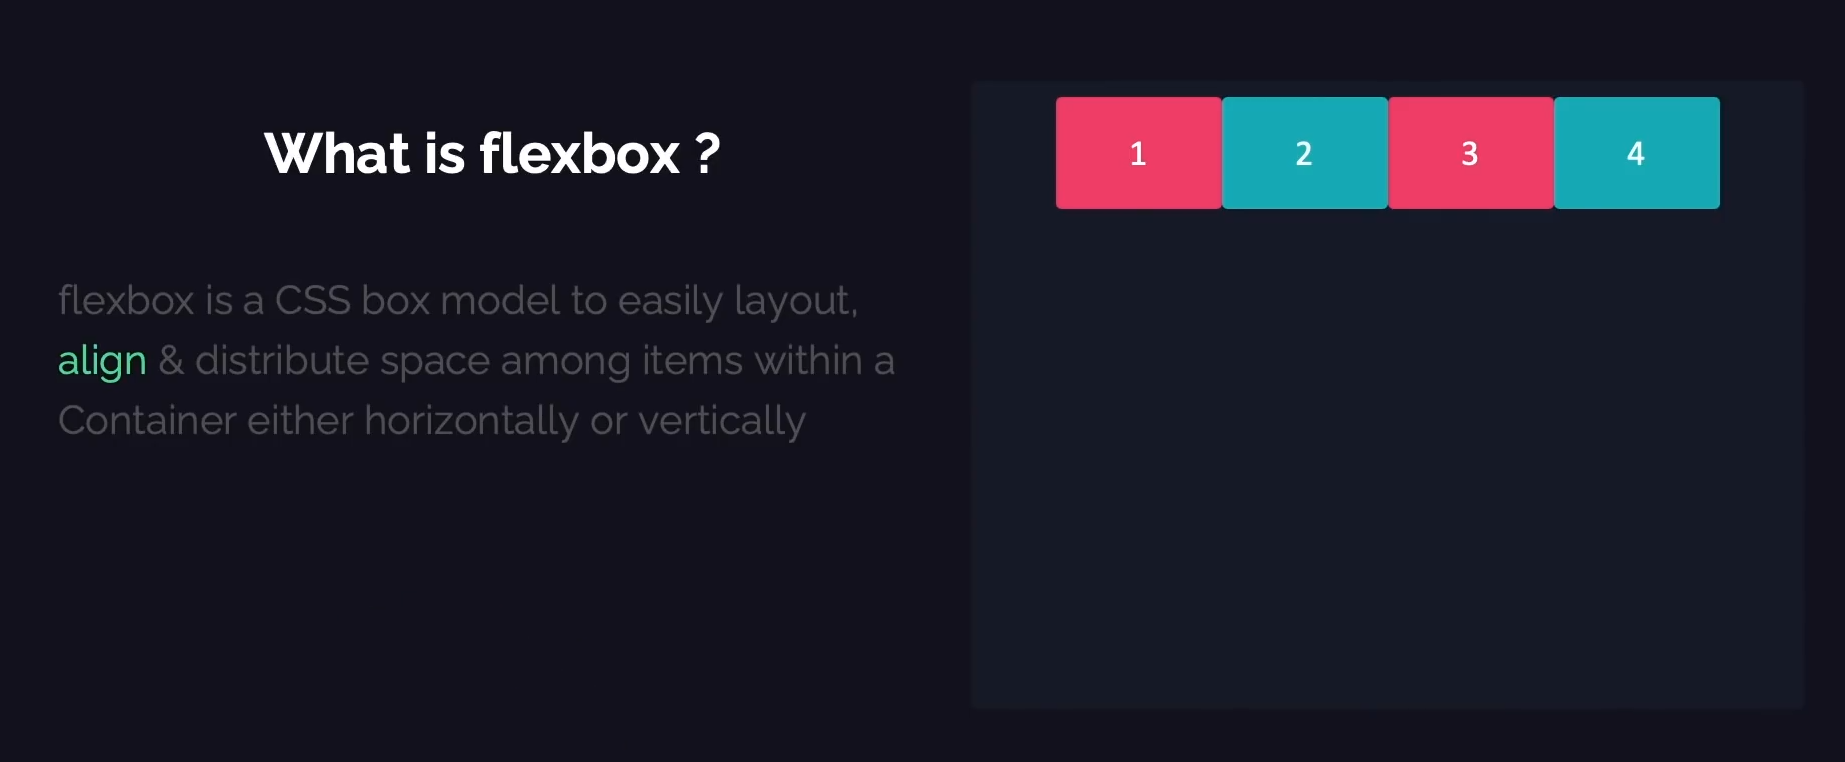 What is flexbox ?
flexbox is a CSS box model to easily layout,
align & distribute space among items within a
Container either horizontally or vertically
1 2 3 4